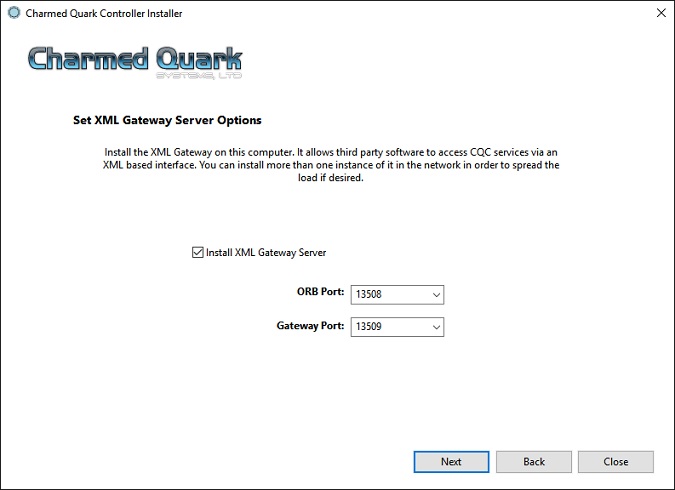 Charmed Quark Controller Installer
Charmed Quark
SYSTEMS, LTD
Set XML Gateway Server Options
Install the XML Gateway on this computer. It allows third party software to access CQC services via an
XML based interface. You can install more than one instance of it in the network in order to spread the
load if desired.
Install XML Gateway Server
ORB Port: 13508
Gateway Port: 13509
Next Back Close